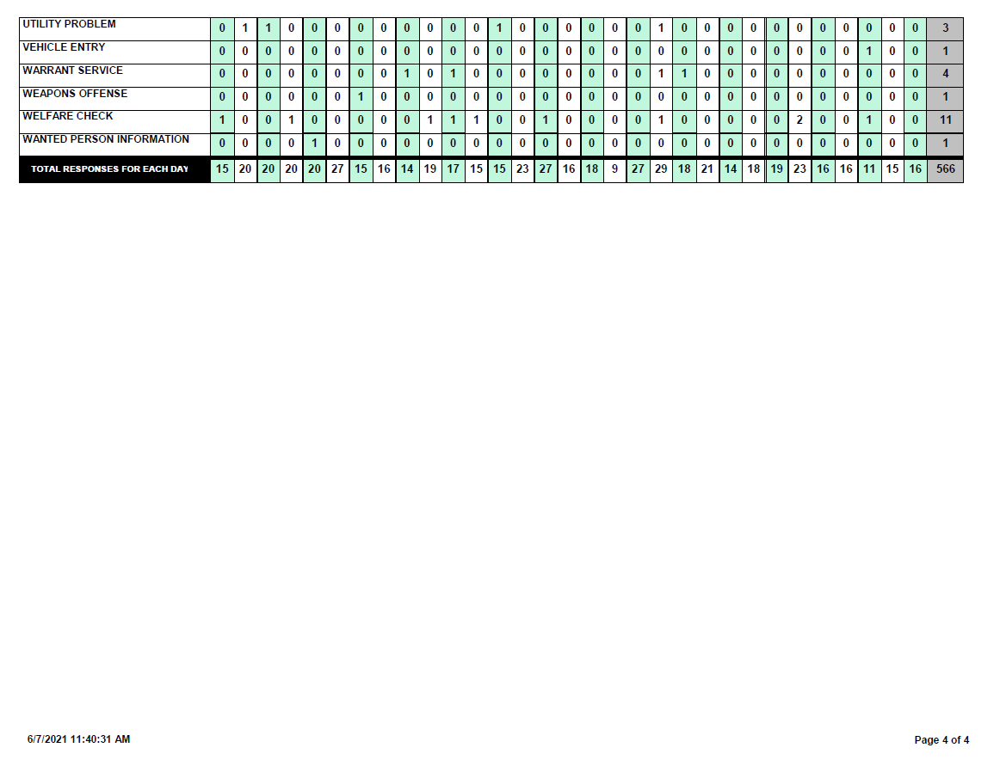 UTILITY PROBLEM 0 1 1 0 0 0 0 0 0 0 0 0 1 0 0 0 0 0 0 1 0 0 0 0 0 0 0 0 0 0 0 3
VEHICLE ENTRY 0 0 0 0 0 0 0 0 0 0 0 0 0 0 0 0 0 0 0 0 0 0 0 0 0 0 0 0 1 0 0 1
WARRANT SERVICE 0 0 0 0 0 0 0 0 1 0 1 0 0 0 0 0 0 0 0 1 1 0 0 0 0 0 0 0 0 0 0 4
WEAPONS OFFENSE 0 0 0 0 0 0 1 0 0 0 0 0 0 0 0 0 0 0 0 0 0 0 0 0 0 0 0 0 0 0 0 1
WELFARE CHECK 1 0 0 1 0 0 0 0 0 1 1 1 0 0 1 0 0 0 0 1 0 0 0 0 0 2 0 0 1 0 0 11
WANTED PERSON INFORMATION 0 0 0 0 1 0 0 0 0 0 0 0 0 0 0 0 0 0 0 0 0 0 0 0 0 0 0 0 0 0 0 1
TOTAL RESPONSES FOR EACH DAY 15 20 20 20 20 27 15 16 14 19 17 15 15 23 27 16 18 9 27 29 18 21 14 18 19 23 16 16 11 15 16 566
6/7/2021 11:40:31 AM Page 4 of 4